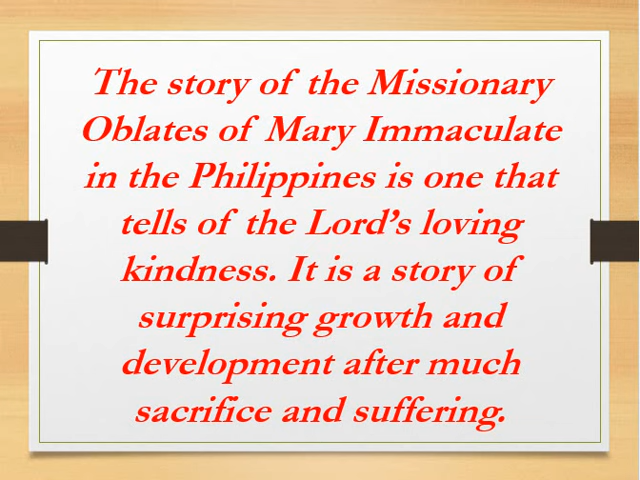 The story of the Missionary
Oblates of Mary Immaculate
in the Philippines is one that
tells of the Lord’s loving
kindness. It is a story of
surprising growth and
development after much
sacrifice and suffering.